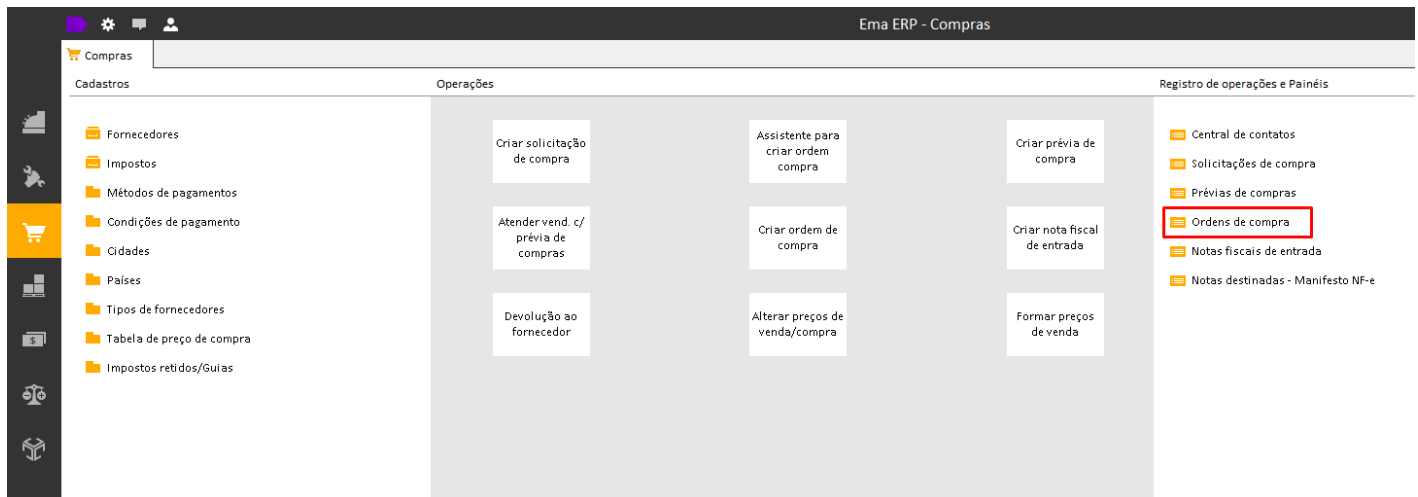 Ema ERP - Compras
Compras
Cadastros
Fornecedores
Impostos
Métodos de pagamentos
Condições de pagamento
Cidades
Países
Tipos de fornecedores
Tabela de preço de compra
Impostos retidos/Guias
Operações
Criar solicitação
de compra
Assistente para
criar ordem
compra
Criar prévia de
compra
Atender vend. c/
prévia de
compras
Criar ordem de
compra
Criar nota fiscal
de entrada
Devolução ao
fornecedor
Alterar preços de
venda/compra
Formar preços
de venda
Registro de operações e Painéis
Central de contatos
Solicitações de compra
Prévias de compras
Ordens de compra
Notas fiscais de entrada
Notas destinadas - Manifesto NF-e